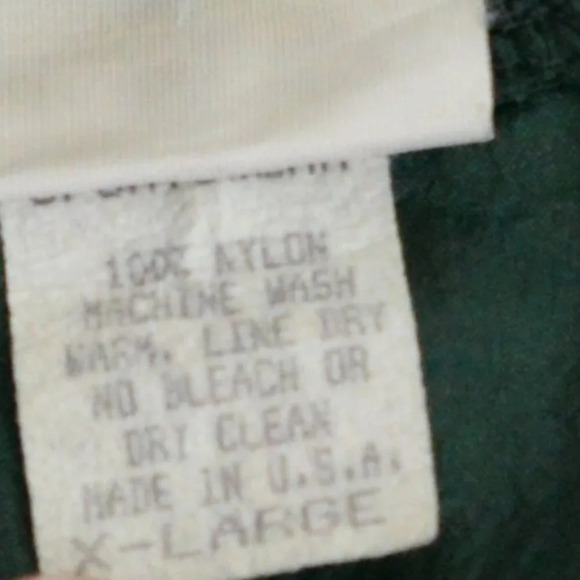 100% NYLON
MACHINE WASH
WARM. LINE DRY
NO BLEACH OR
DRY CLEAN
MADE IN U.S.A.
X-LARGE